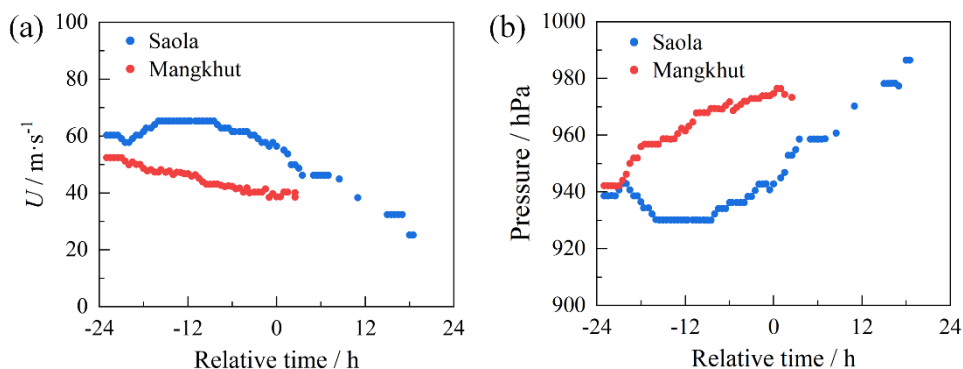 (a)
U / m·s⁻¹
100
80
60
40
20
0
-24
-12
0
12
24
Relative time / h
Saola
Mangkhut
(b)
Pressure / hPa
1000
980
960
940
920
900
-24
-12
0
12
24
Relative time / h
Saola
Mangkhut